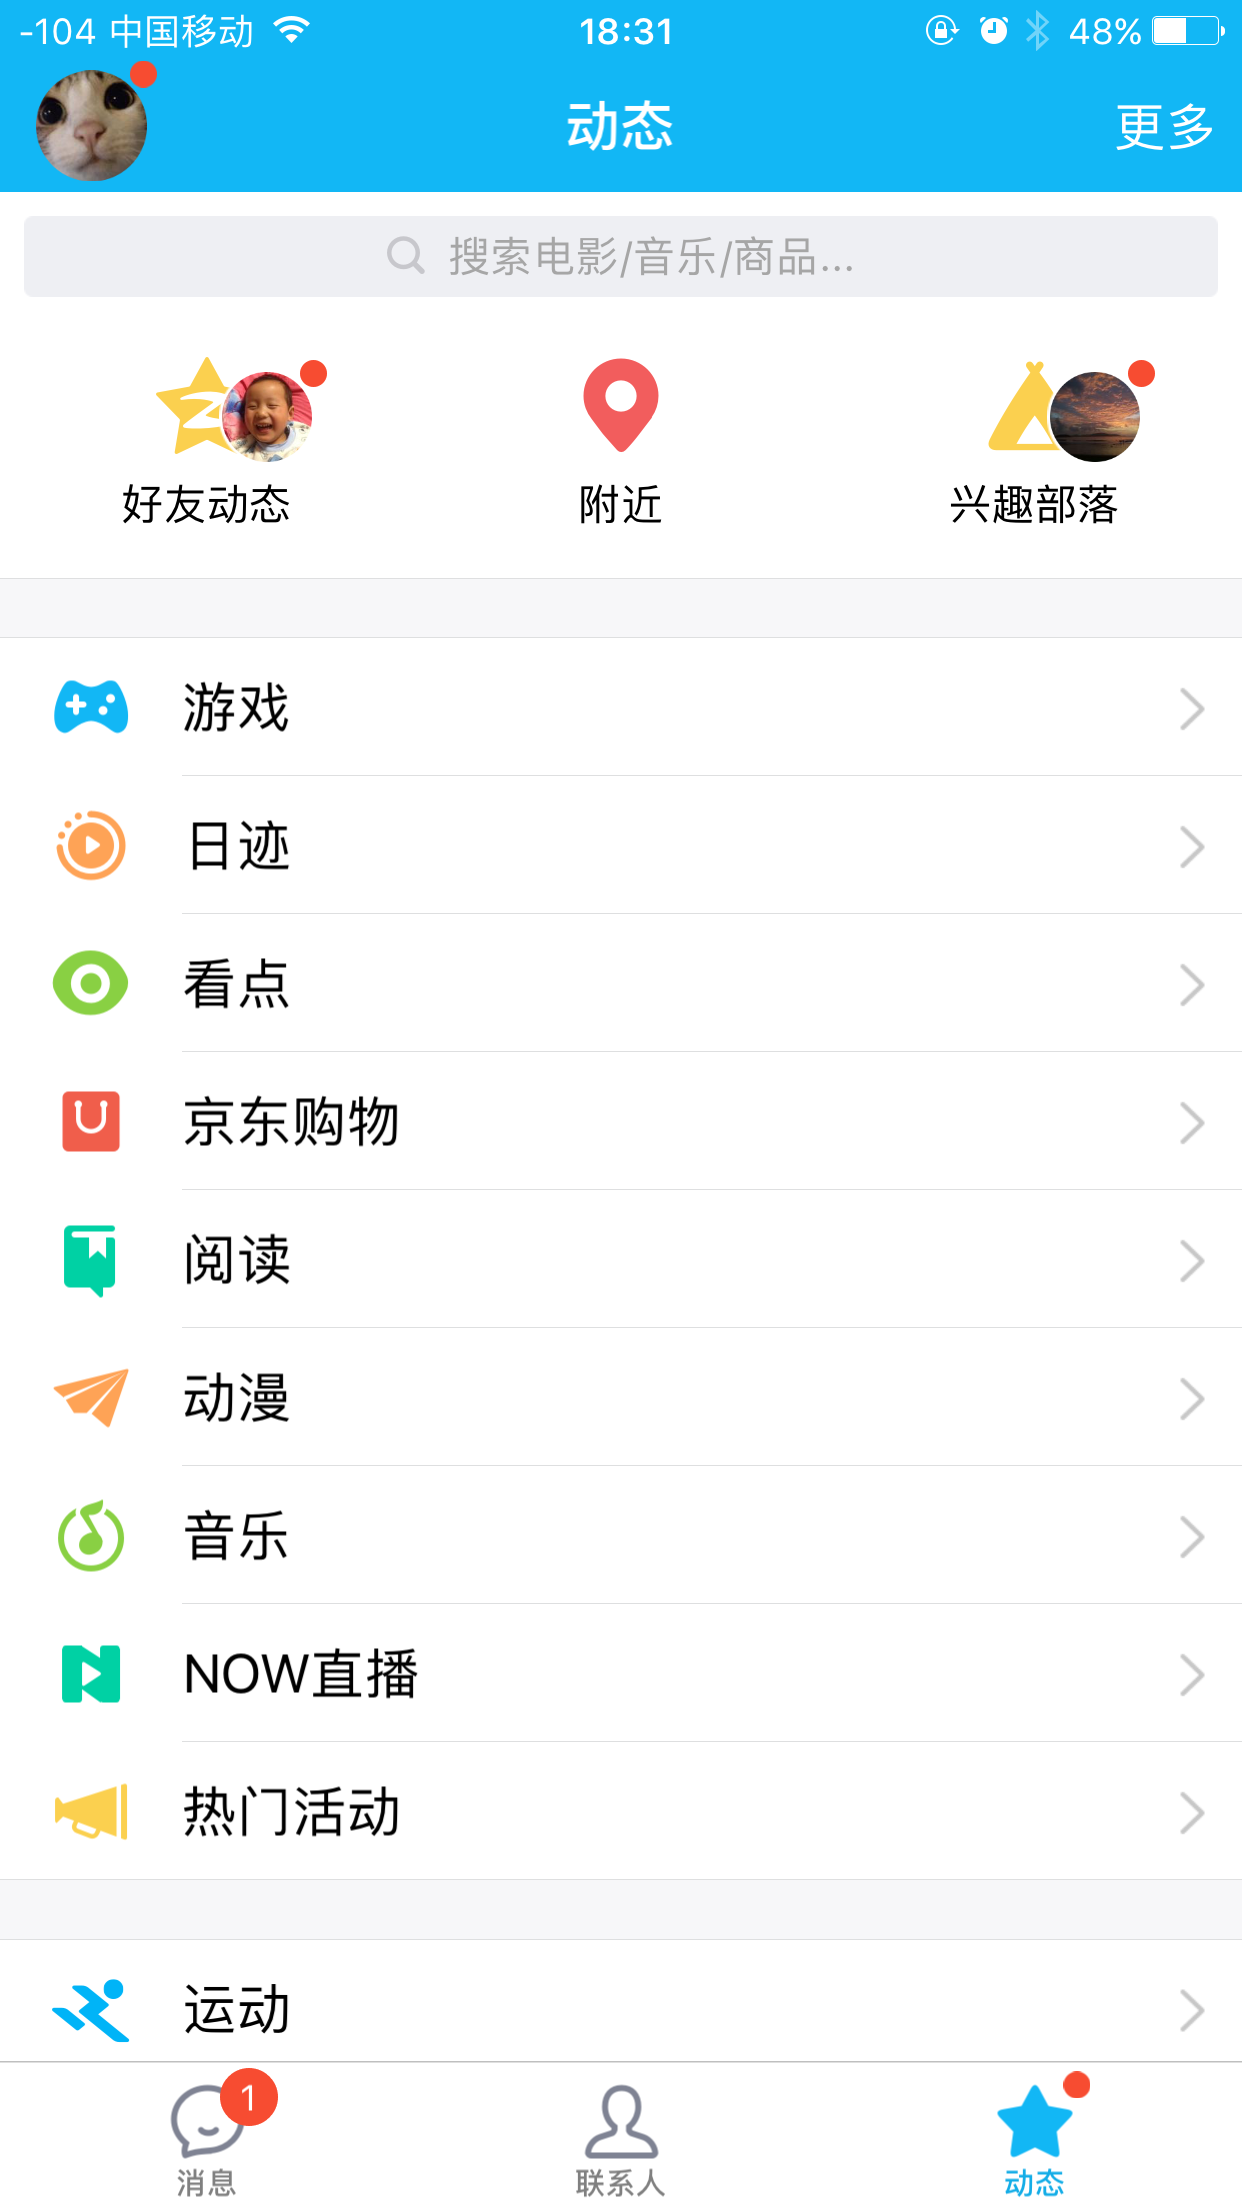 -104 中国移动 18:31 48%
动态 更多
搜索电影/音乐/商品...
好友动态 附近 兴趣部落
游戏
日迹
看点
京东购物
阅读
动漫
音乐
NOW直播
热门活动
运动
1
消息 联系人 动态